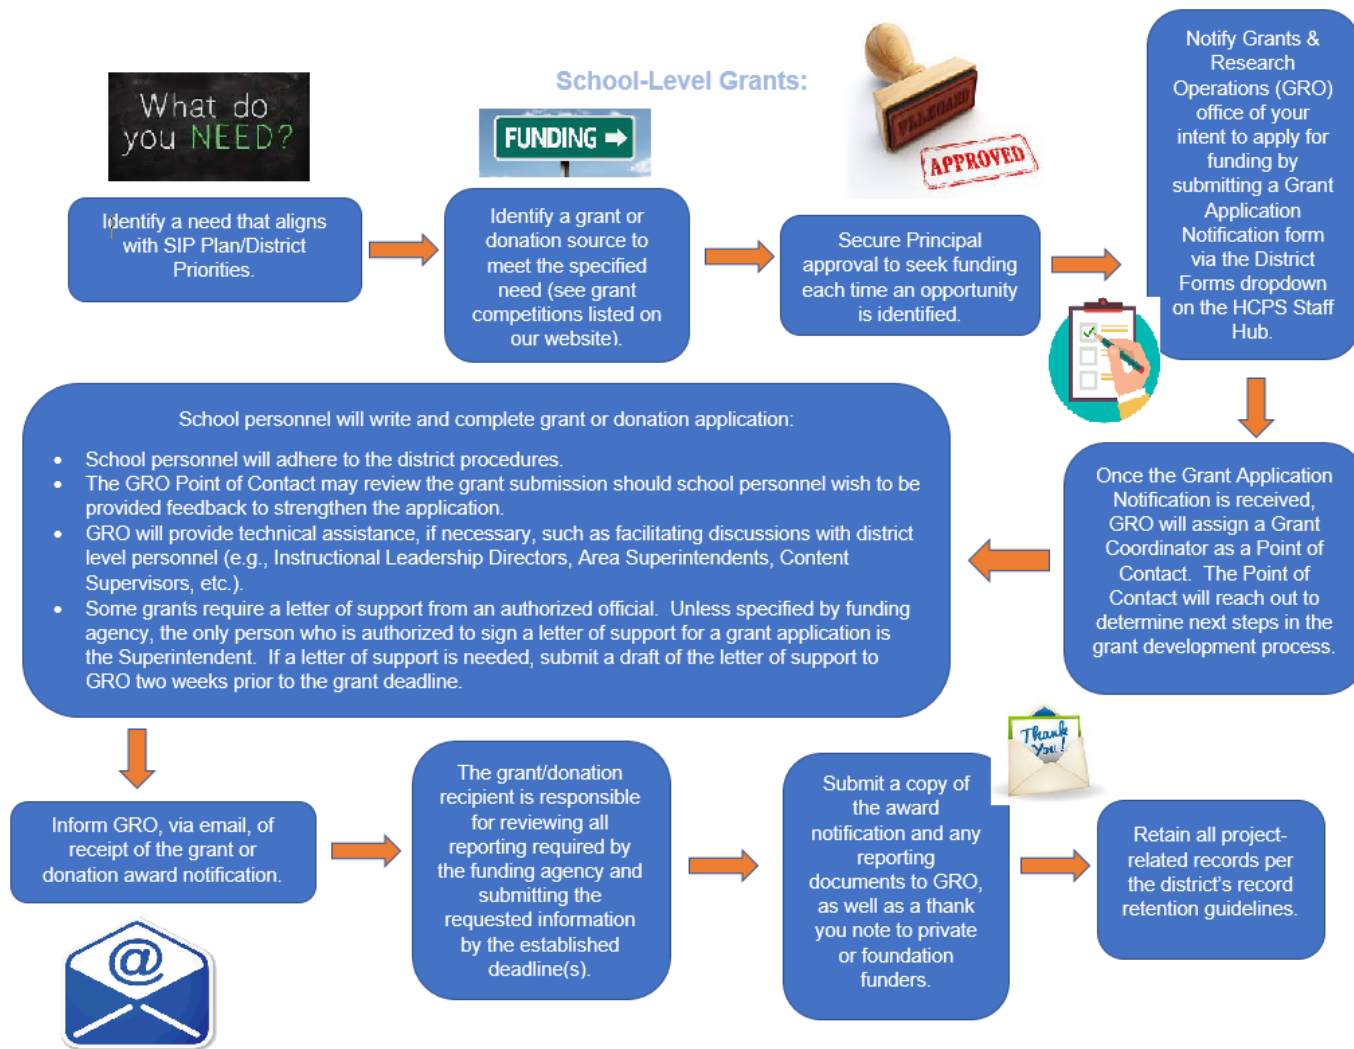 School-Level Grants:
What do
you NEED?
FUNDING
APPROVED
Identify a need that aligns
with SIP Plan/District
Priorities.
Identify a grant or
donation source to
meet the specified
need (see grant
competitions listed on
our website).
Secure Principal
approval to seek funding
each time an opportunity
is identified.
Notify Grants &
Research
Operations (GRO)
office of your
intent to apply for
funding by
submitting a Grant
Application
Notification form
via the District
Forms dropdown
on the HCPS Staff
Hub.
Once the Grant Application
Notification is received,
GRO will assign a Grant
Coordinator as a Point of
Contact.  The Point of
Contact will reach out to
determine next steps in the
grant development process.
School personnel will write and complete grant or donation application:
• School personnel will adhere to the district procedures.
• The GRO Point of Contact may review the grant submission should school personnel wish to be
provided feedback to strengthen the application.
• GRO will provide technical assistance, if necessary, such as facilitating discussions with district
level personnel (e.g., Instructional Leadership Directors, Area Superintendents, Content
Supervisors, etc.).
• Some grants require a letter of support from an authorized official.  Unless specified by funding
agency, the only person who is authorized to sign a letter of support for a grant application is
the Superintendent.  If a letter of support is needed, submit a draft of the letter of support to
GRO two weeks prior to the grant deadline.
Inform GRO, via email, of
receipt of the grant or
donation award notification.
@
The grant/donation
recipient is responsible
for reviewing all
reporting required by
the funding agency and
submitting the
requested information
by the established
deadline(s).
Submit a copy of
the award
notification and any
reporting
documents to GRO,
as well as a thank
you note to private
or foundation
funders.
Thank
You!
Retain all project-
related records per
the district's record
retention guidelines.